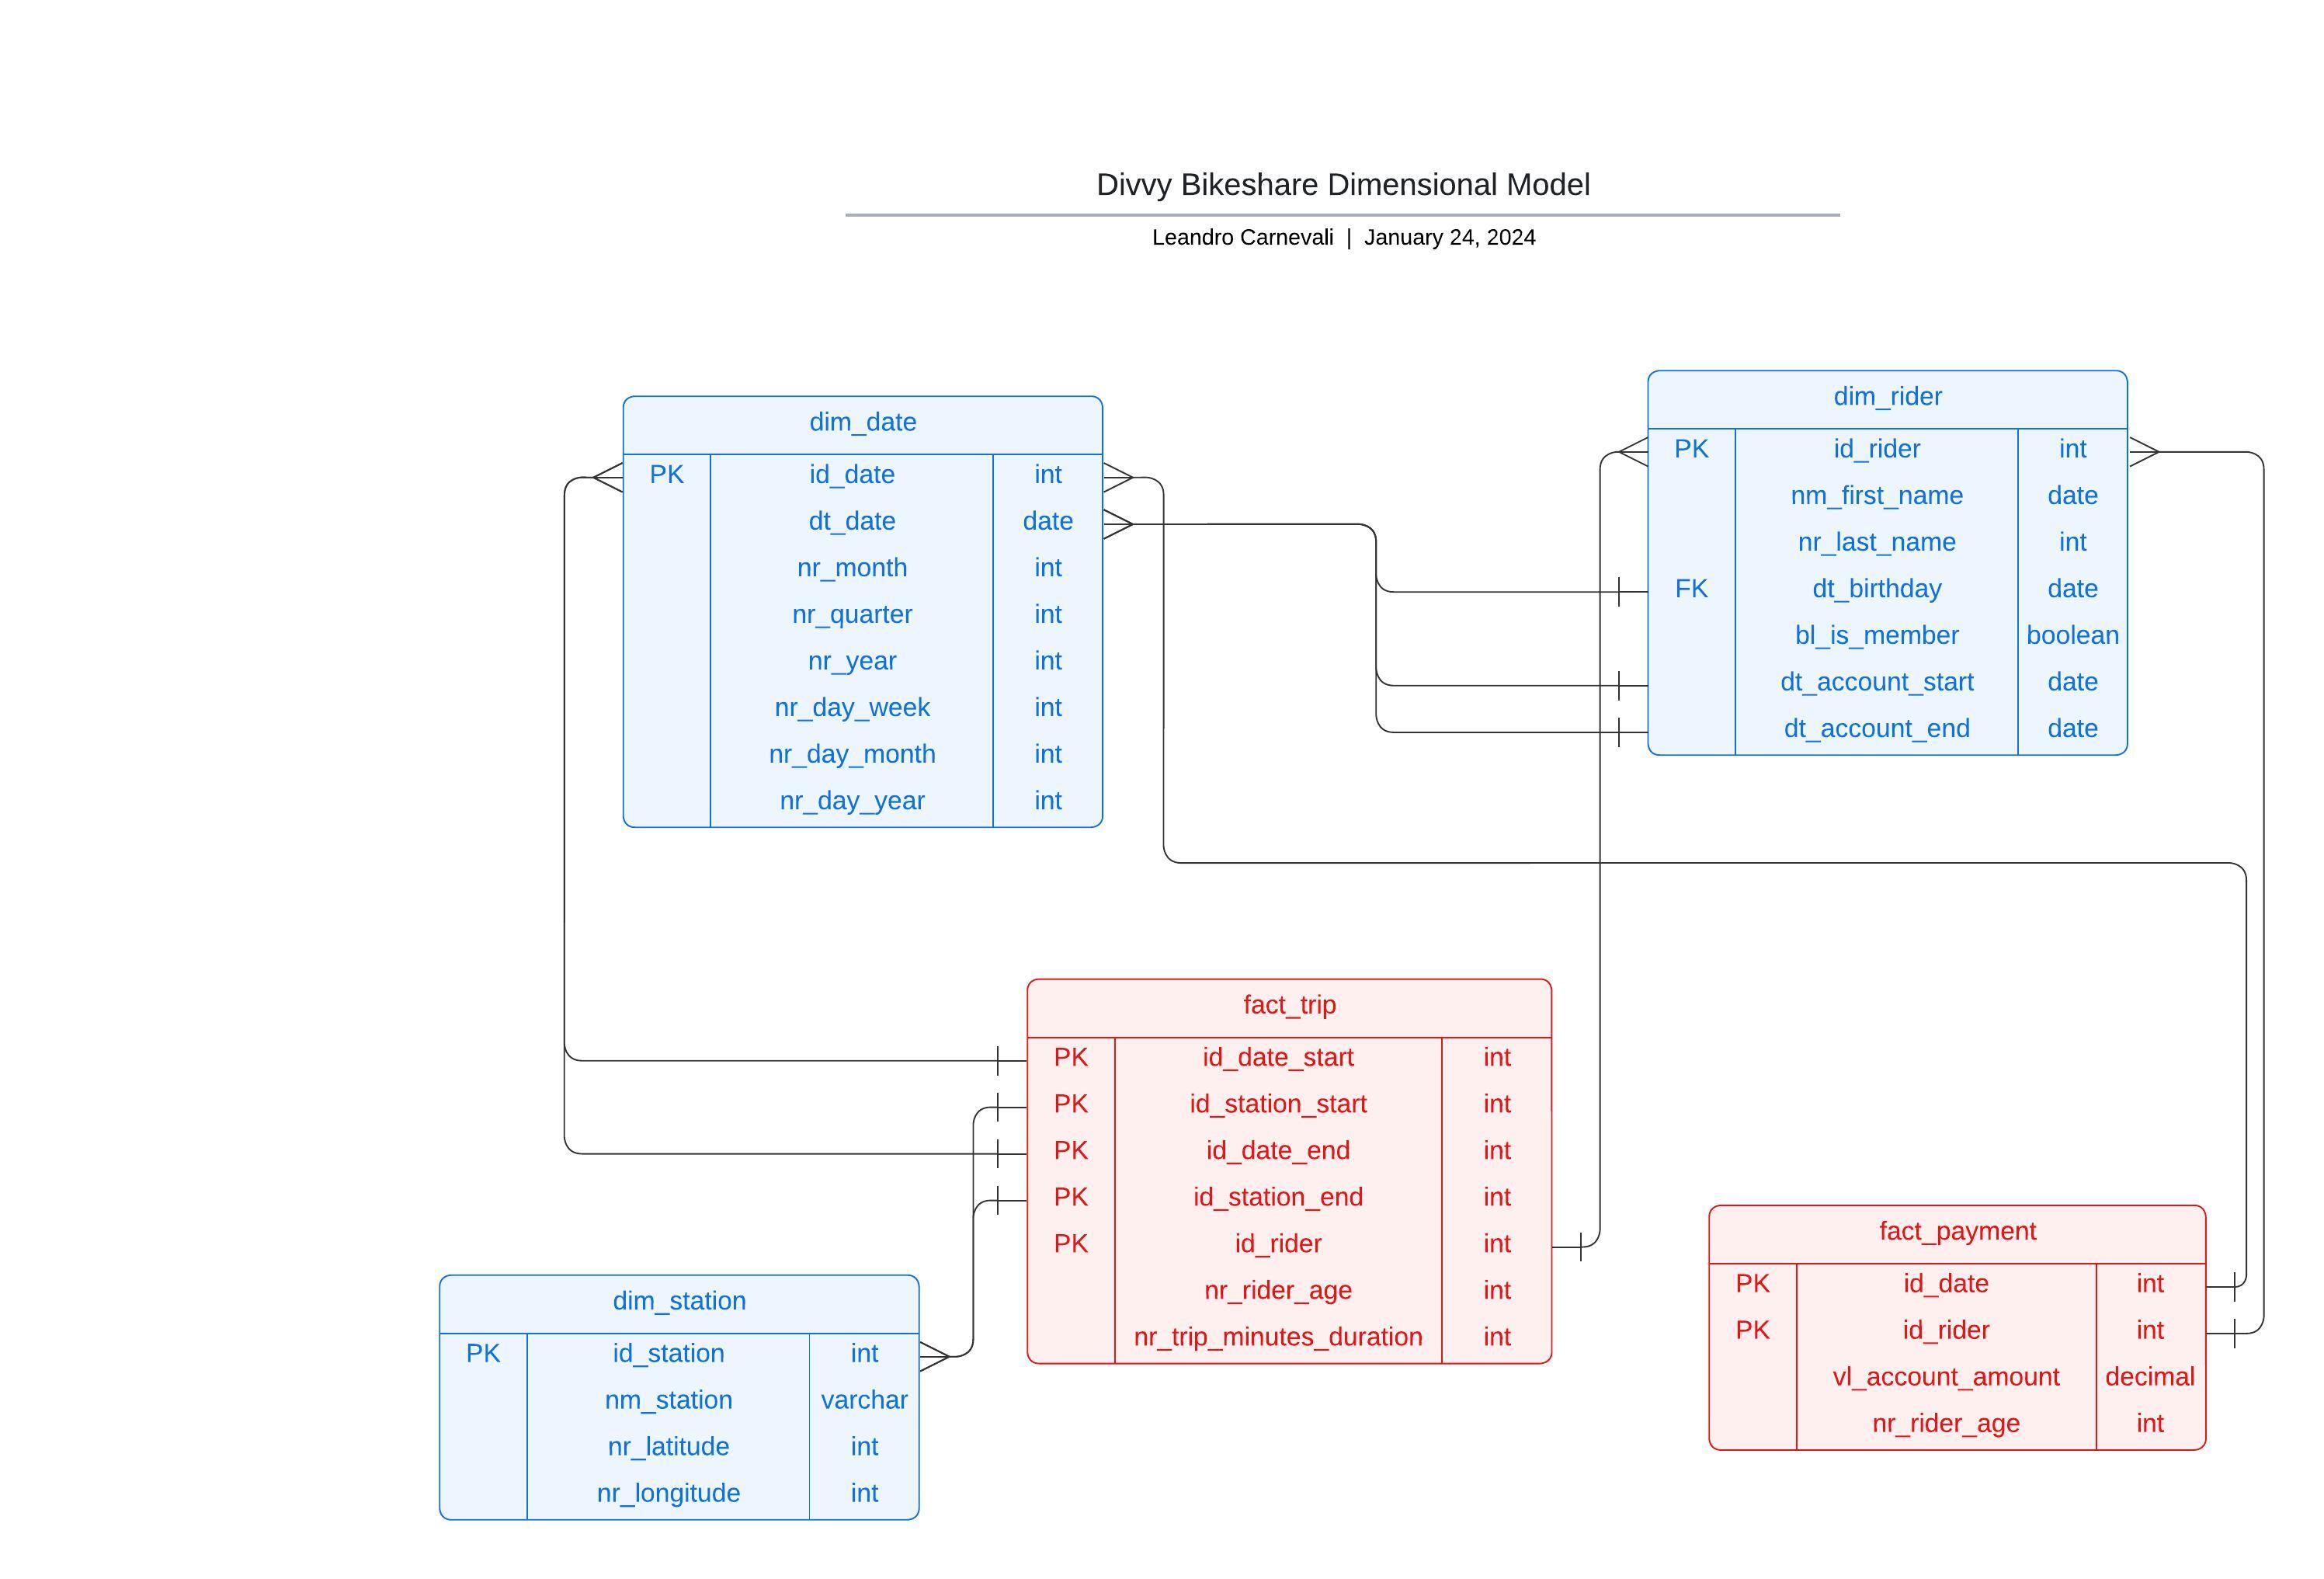 Divvy Bikeshare Dimensional Model
Leandro Carnevali | January 24, 2024
dim_date
PK id_date int
dt_date date
nr_month int
nr_quarter int
nr_year int
nr_day_week int
nr_day_month int
nr_day_year int
dim_rider
PK id_rider int
nm_first_name date
nr_last_name int
FK dt_birthday date
bl_is_member boolean
dt_account_start date
dt_account_end date
fact_trip
PK id_date_start int
PK id_station_start int
PK id_date_end int
PK id_station_end int
PK id_rider int
nr_rider_age int
nr_trip_minutes_duration int
fact_payment
PK id_date int
PK id_rider int
vl_account_amount decimal
nr_rider_age int
dim_station
PK id_station int
nm_station varchar
nr_latitude int
nr_longitude int